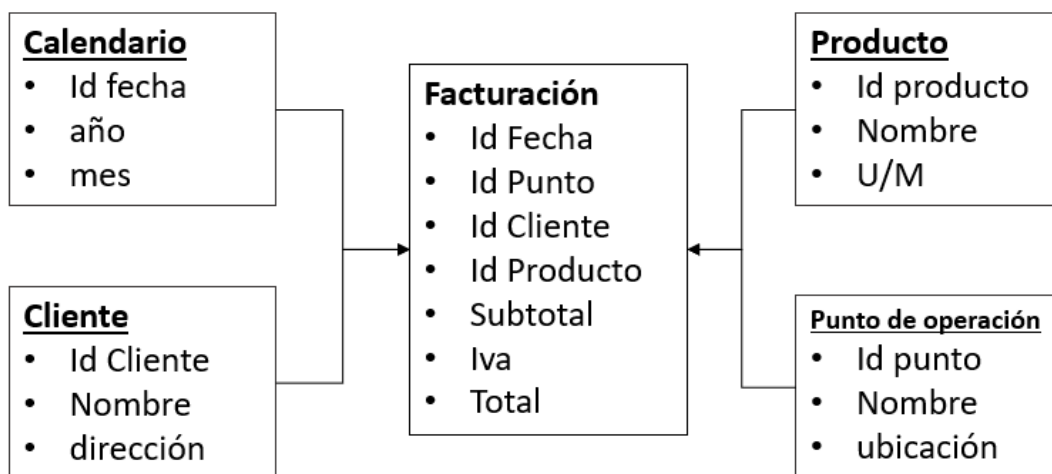 Calendario
• Id fecha
• año
• mes
Cliente
• Id Cliente
• Nombre
• dirección
Facturación
• Id Fecha
• Id Punto
• Id Cliente
• Id Producto
• Subtotal
• Iva
• Total
Producto
• Id producto
• Nombre
• U/M
Punto de operación
• Id punto
• Nombre
• ubicación